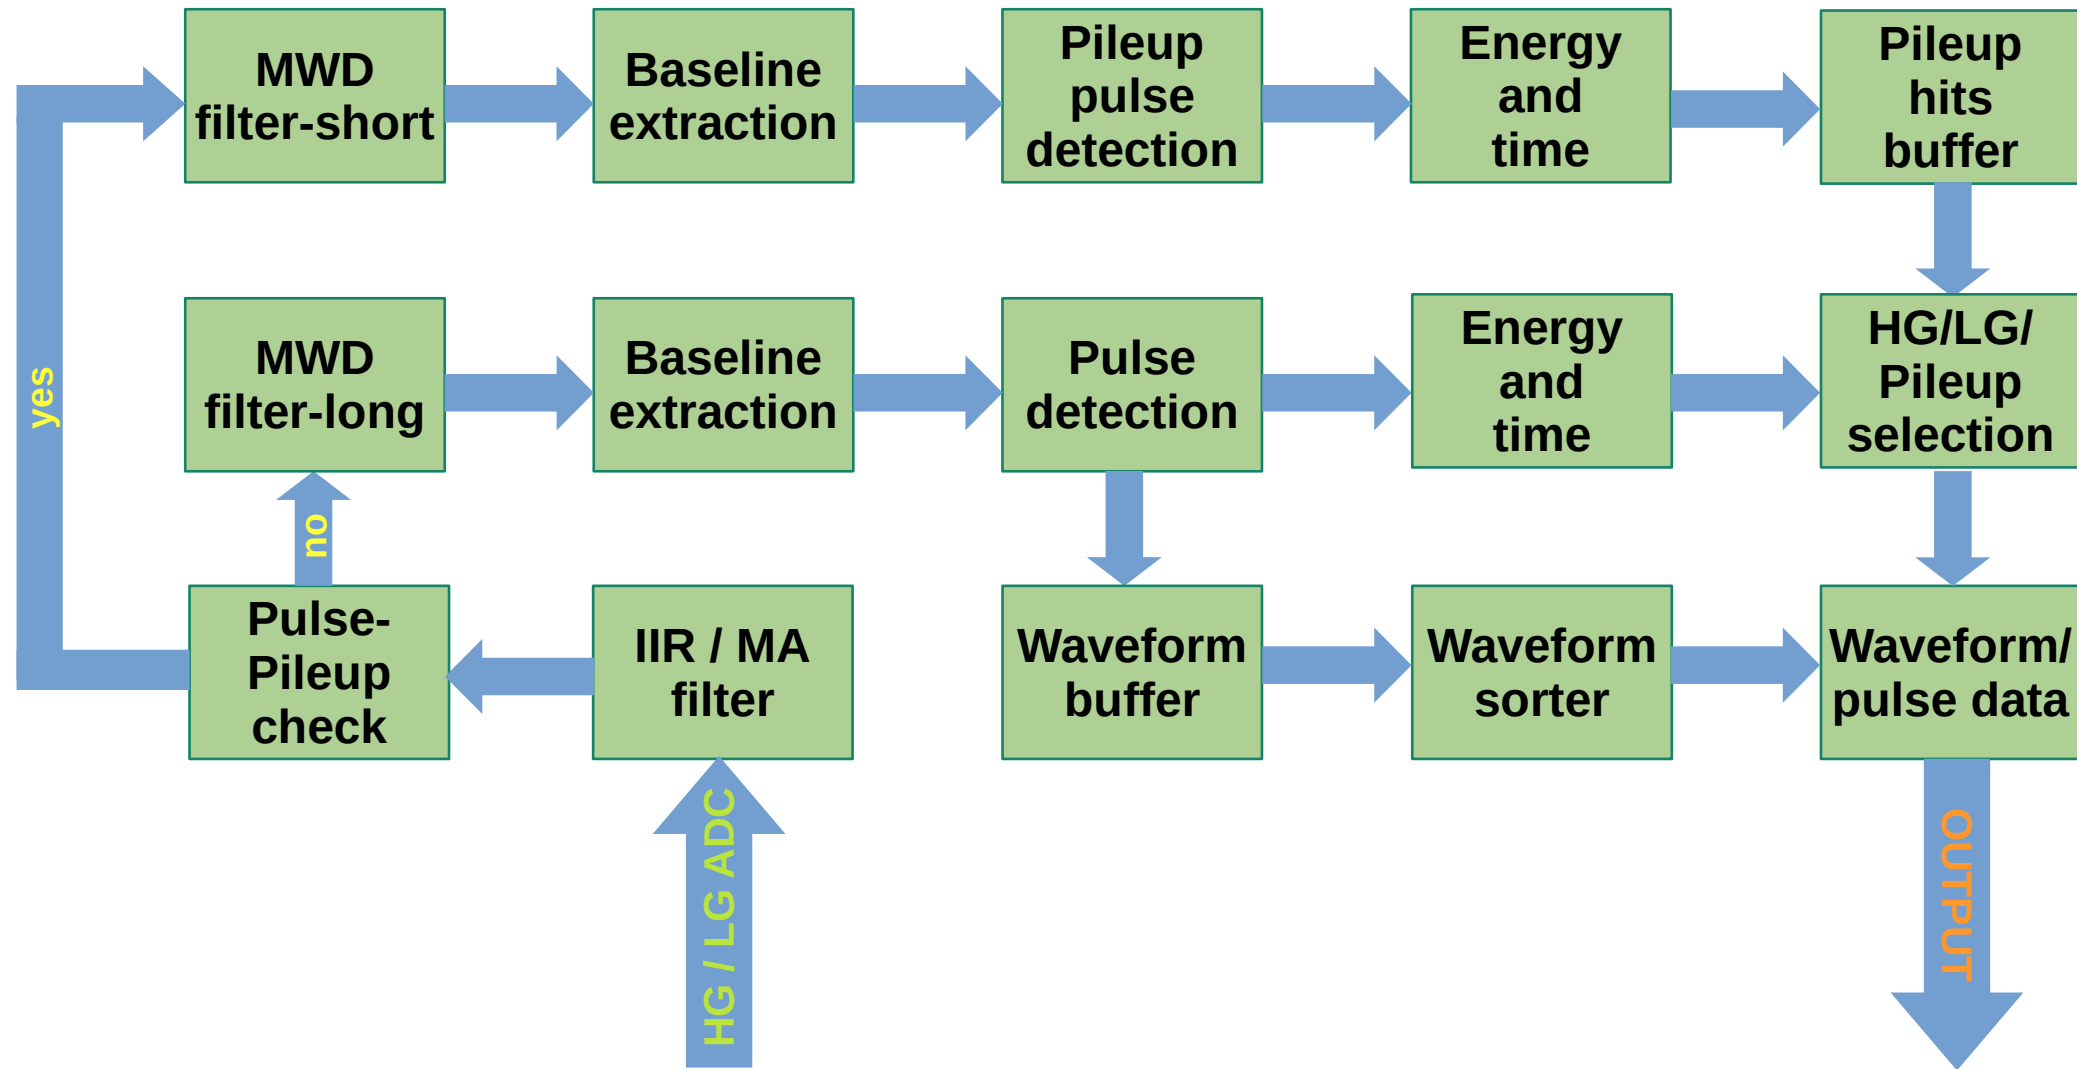 MWD
filter-short
Baseline
extraction
Pileup
pulse
detection
Energy
and
time
Pileup
hits
buffer
yes
MWD
filter-long
Baseline
extraction
Pulse
detection
Energy
and
time
HG/LG/
Pileup
selection
no
Pulse-
Pileup
check
IIR / MA
filter
Waveform
buffer
Waveform
sorter
Waveform/
pulse data
HG / LG ADC
OUTPUT